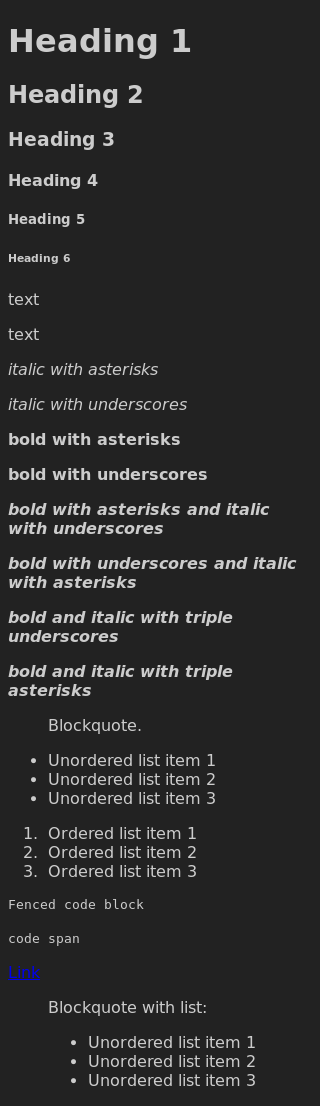 Heading 1
Heading 2
Heading 3
Heading 4
Heading 5
Heading 6
text
text
italic with asterisks
italic with underscores
bold with asterisks
bold with underscores
bold with asterisks and italic
with underscores
bold with underscores and italic
with asterisks
bold and italic with triple
underscores
bold and italic with triple
asterisks
Blockquote.
• Unordered list item 1
• Unordered list item 2
• Unordered list item 3
1. Ordered list item 1
2. Ordered list item 2
3. Ordered list item 3
Fenced code block
code span
Link
Blockquote with list:
• Unordered list item 1
• Unordered list item 2
• Unordered list item 3